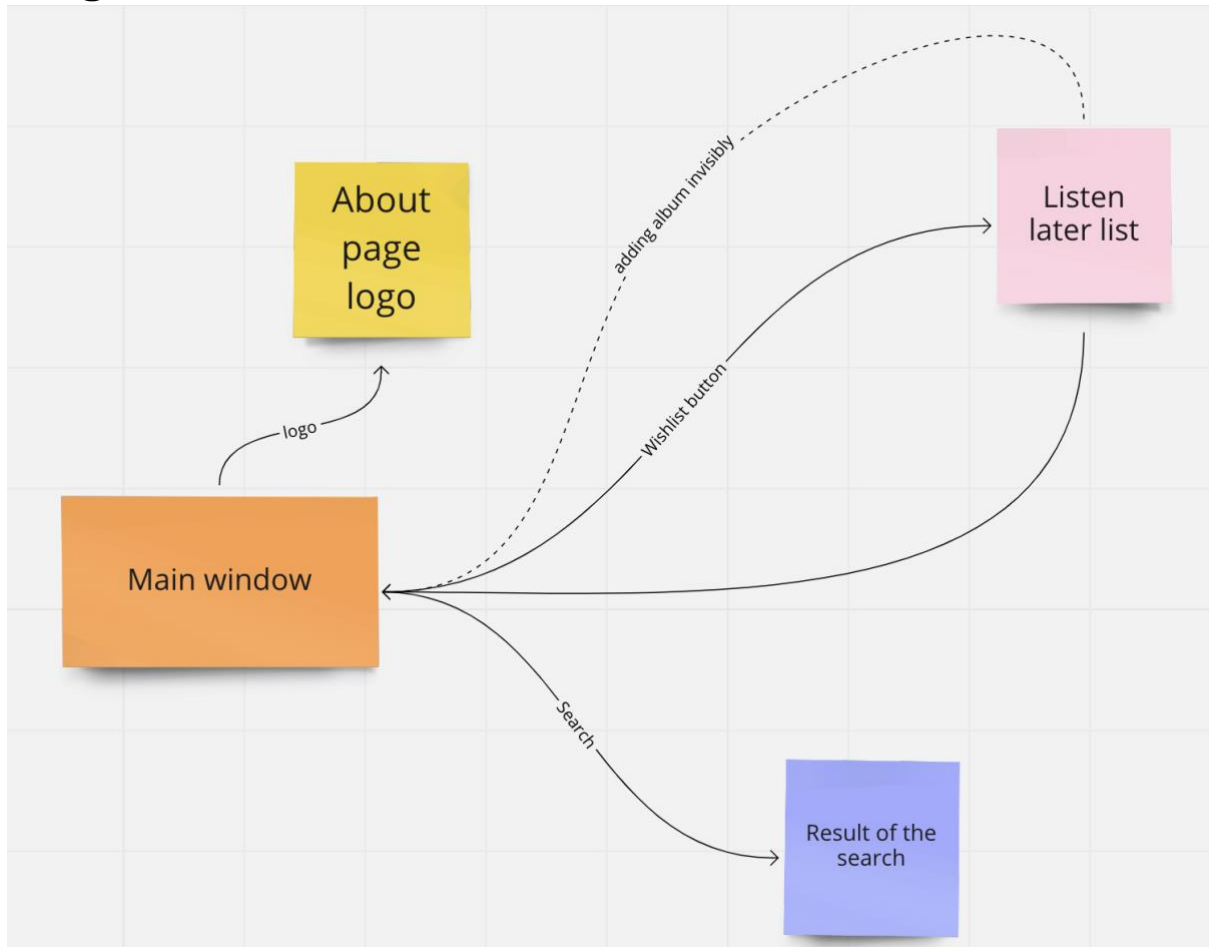 About
page
logo
Listen
later list
adding album invisibly
Wishlist button
logo
Main window
Search
Result of the
search